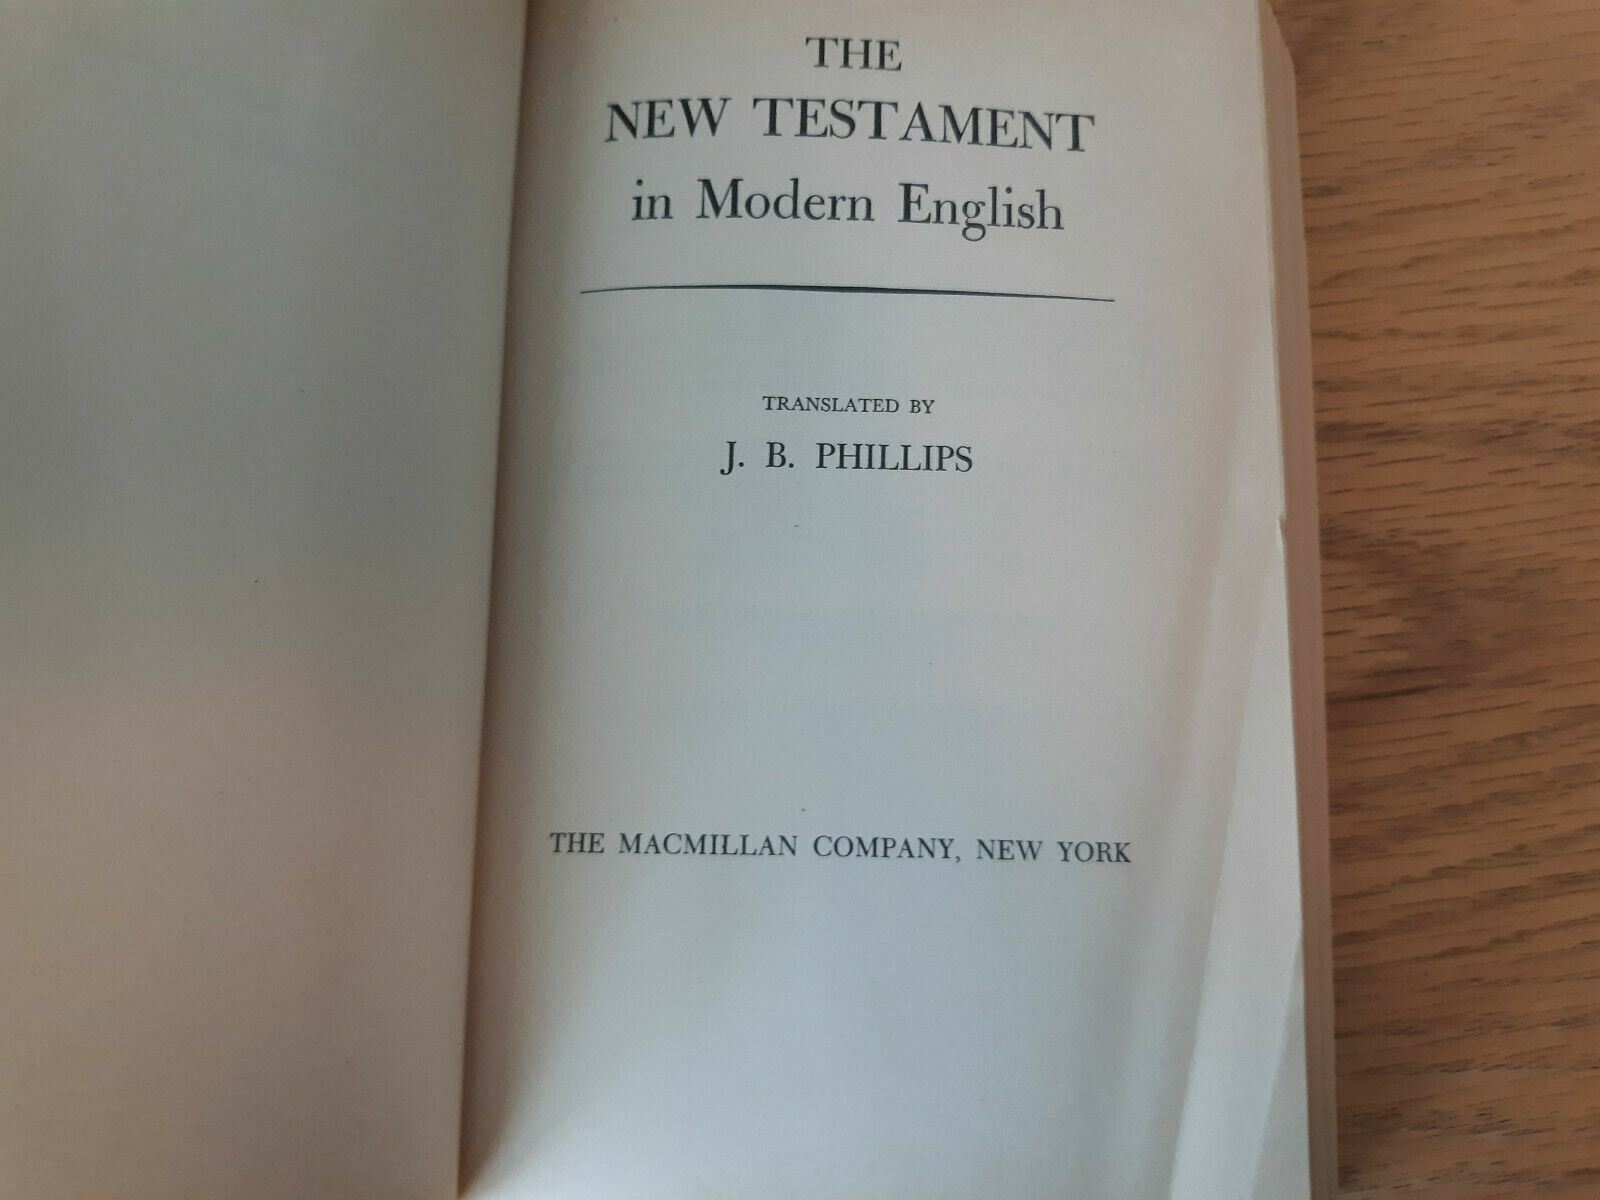 THE
NEW TESTAMENT
in Modern English
TRANSLATED BY
J. B. PHILLIPS
THE MACMILLAN COMPANY, NEW YORK